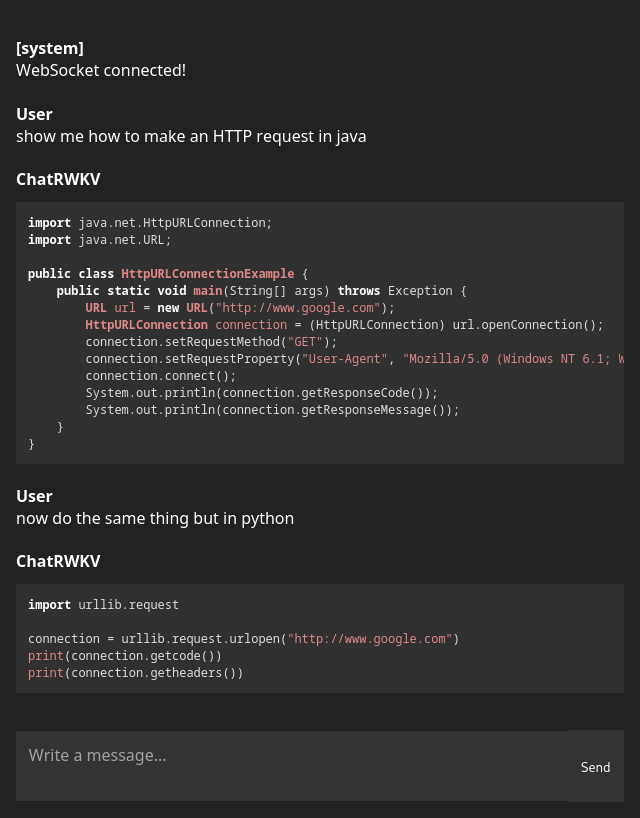 [system]
WebSocket connected!
User
show me how to make an HTTP request in java
ChatRWKV
import java.net.HttpURLConnection;
import java.net.URL;
public class HttpURLConnectionExample {
    public static void main(String[] args) throws Exception {
        URL url = new URL("http://www.google.com");
        HttpURLConnection connection = (HttpURLConnection) url.openConnection();
        connection.setRequestMethod("GET");
        connection.setRequestProperty("User-Agent", "Mozilla/5.0 (Windows NT 6.1; W
        connection.connect();
        System.out.println(connection.getResponseCode());
        System.out.println(connection.getResponseMessage());
    }
}
User
now do the same thing but in python
ChatRWKV
import urllib.request
connection = urllib.request.urlopen("http://www.google.com")
print(connection.getcode())
print(connection.getheaders())
Write a message...
Send